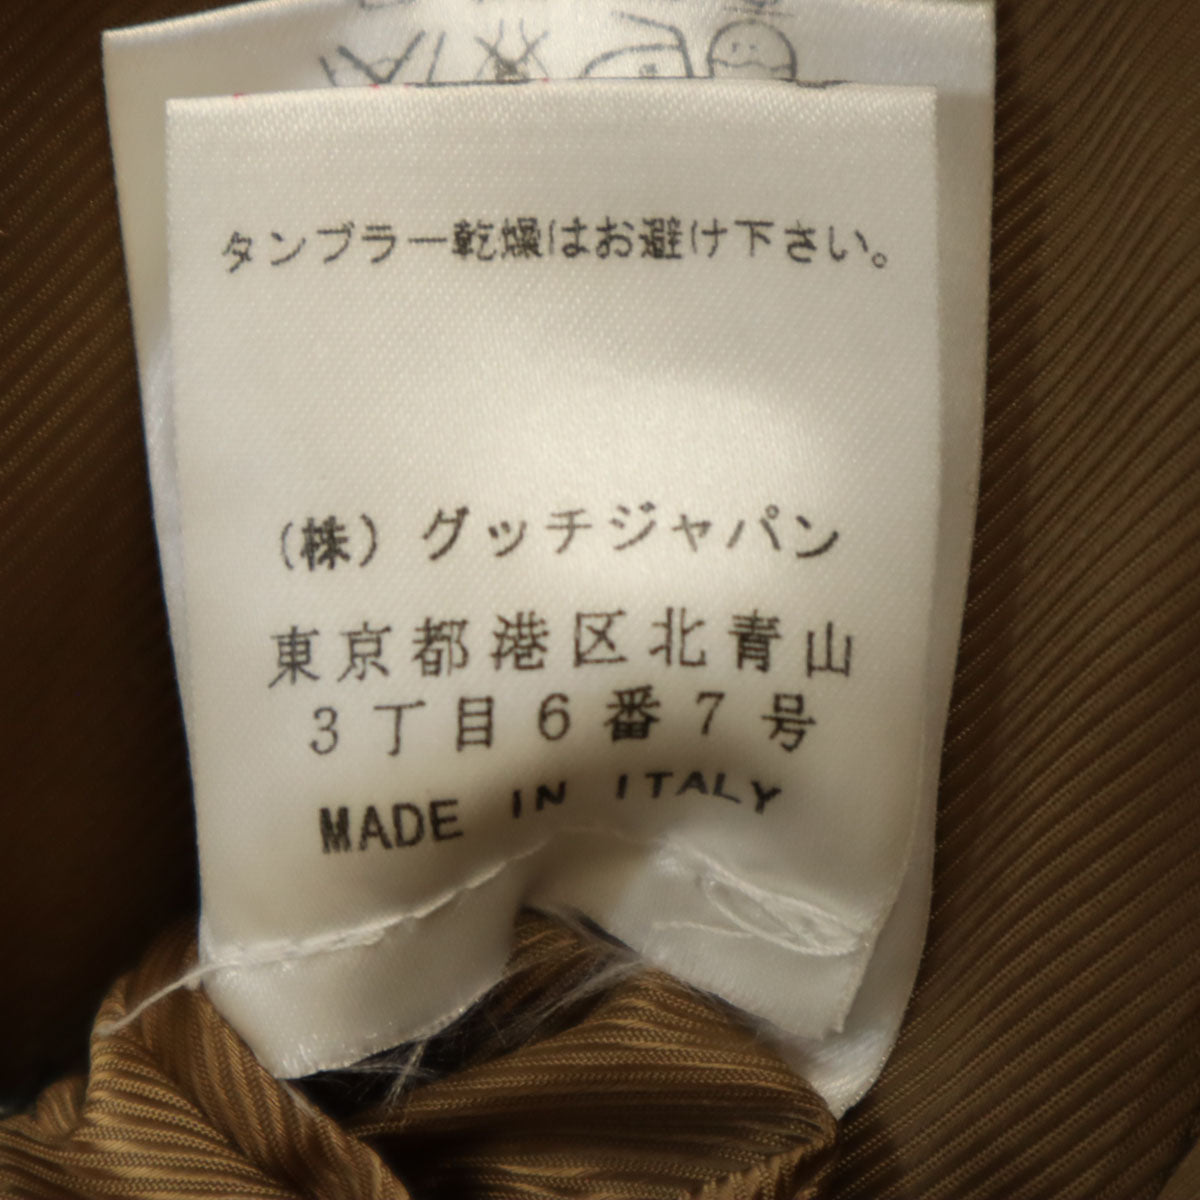 タンブラー乾燥はお避け下さい。
(株) グッチジャパン
東京都港区北青山
3丁目6番7号
MADE IN ITALY